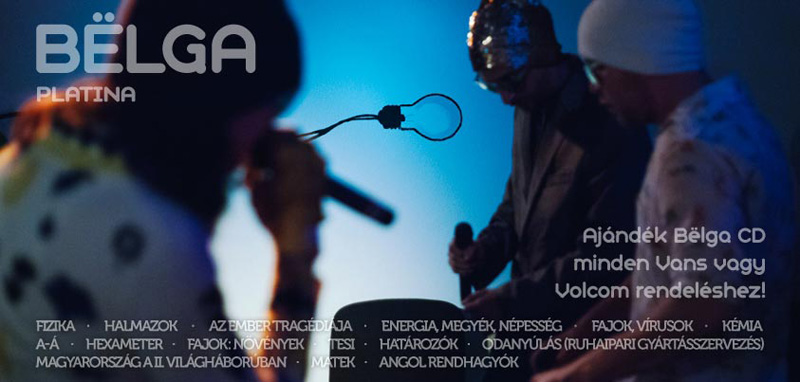 BËLGA
PLATINA
Ajándék Bëlga CD
minden Vans vagy
Volcom rendeléshez!
FIZIKA · HALMAZOK · AZ EMBER TRAGÉDIÁJA · ENERGIA, MEGYÉK, NÉPESSÉG · FAJOK, VÍRUSOK · KÉMIA
A-Á · HEXAMETER · FAJOK: NÖVÉNYEK · TESI · HATÁROZÓK · ÓDANYÚLÁS (RUHAIPARI GYÁRTÁSSZERVEZÉS)
MAGYARORSZÁG A II. VILÁGHÁBORÚBAN · MATEK · ANGOL RENDHAGYÓK